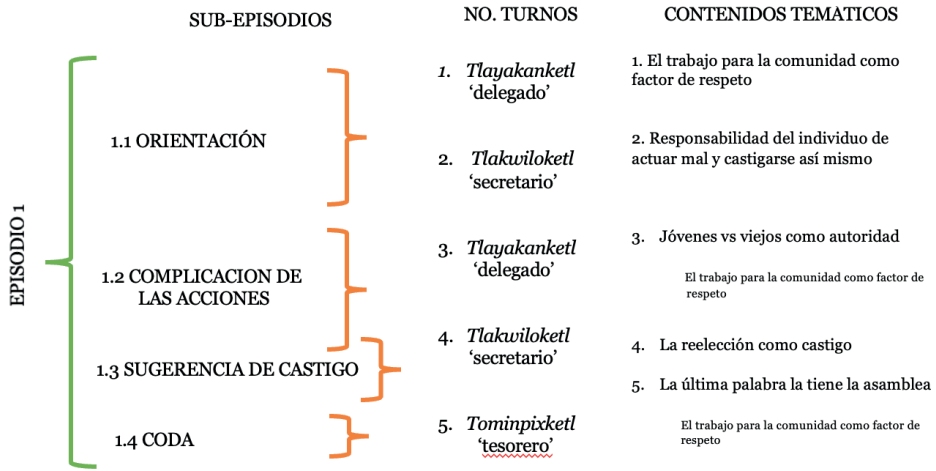 SUB-EPISODIOS
NO. TURNOS
CONTENIDOS TEMATICOS
EPISODIO 1
1.1 ORIENTACIÓN
1. Tlayakanketl
‘delegado’
1. El trabajo para la comunidad como
factor de respeto
2. Tlakwiloketl
‘secretario’
2. Responsabilidad del individuo de
actuar mal y castigarse así mismo
1.2 COMPLICACION DE
LAS ACCIONES
3. Tlayakanketl
‘delegado’
3. Jóvenes vs viejos como autoridad
El trabajo para la comunidad como factor de
respeto
1.3 SUGERENCIA DE CASTIGO
4. Tlakwiloketl
‘secretario’
4. La reelección como castigo
5. La última palabra la tiene la asamblea
1.4 CODA
5. Tominpixketl
‘tesorero’
El trabajo para la comunidad como factor de
respeto